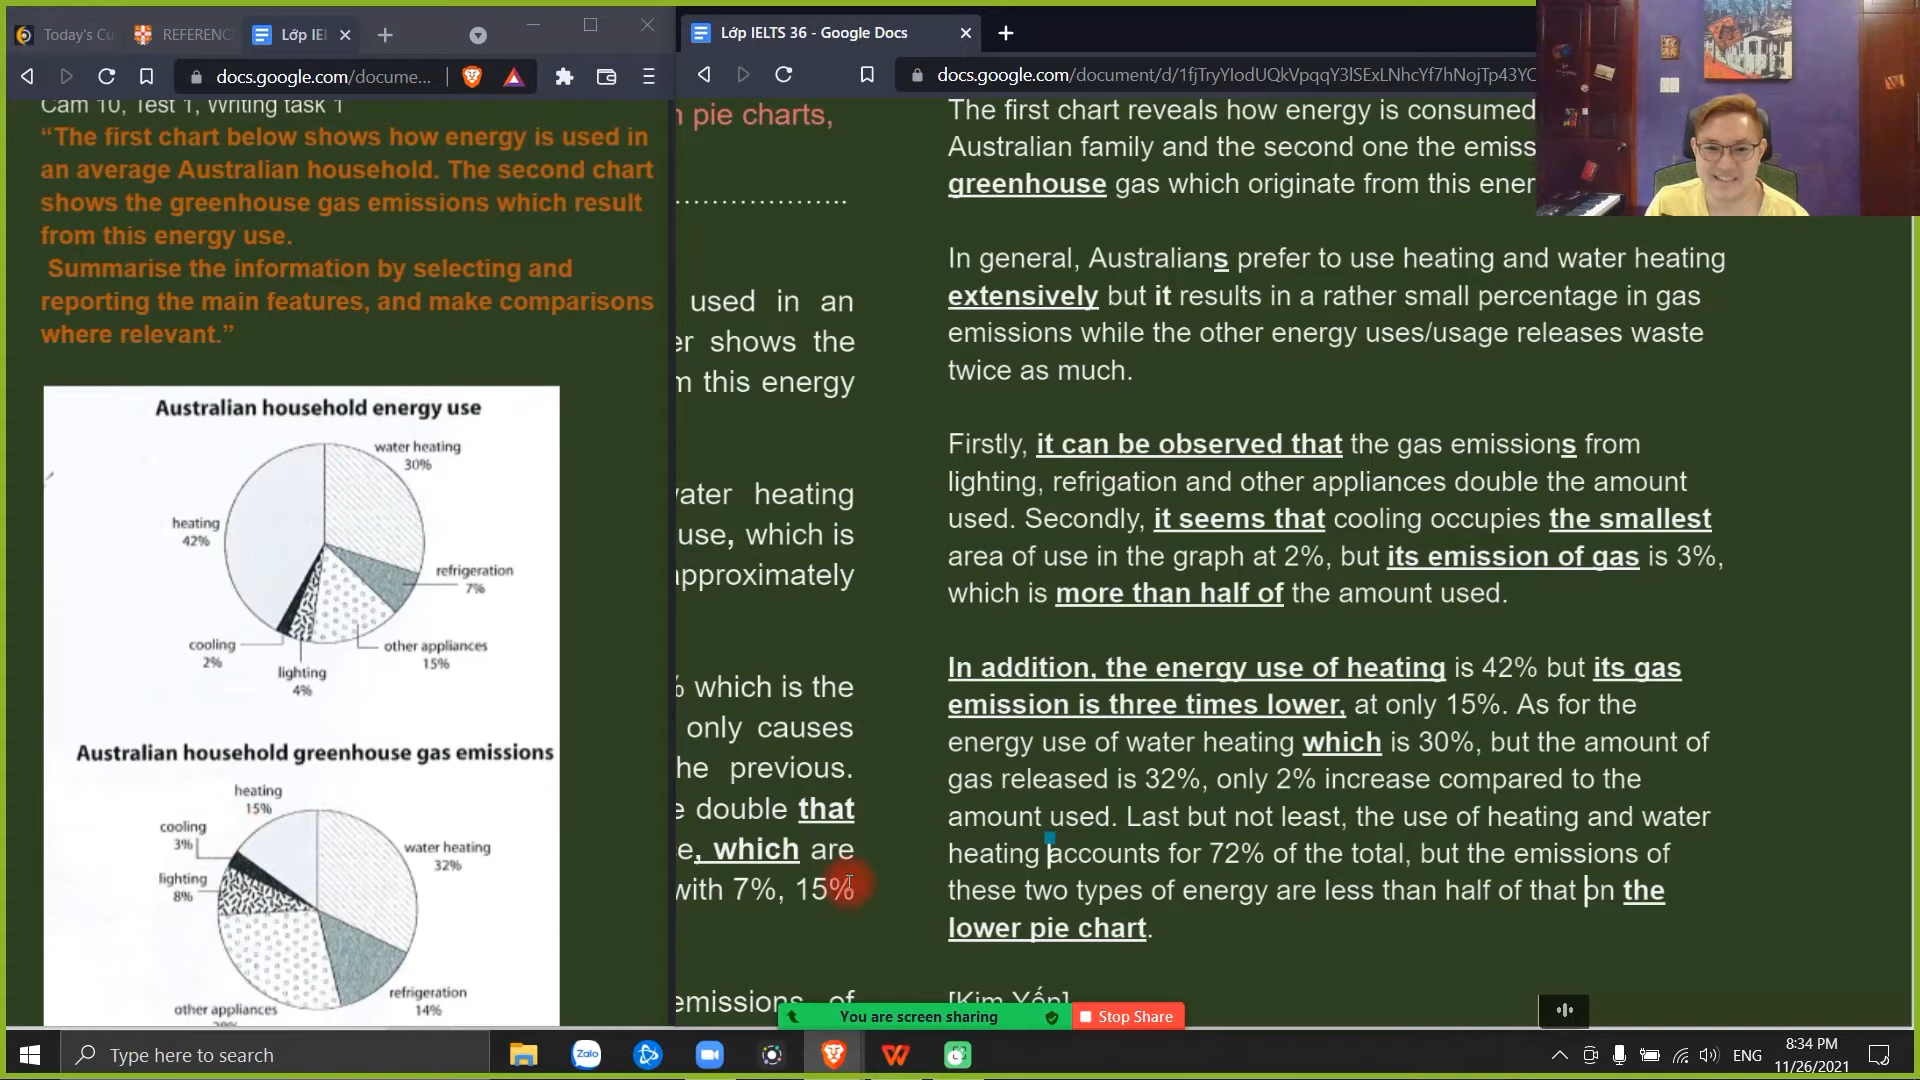 Today's Cu
REFERENC
Lớp IE
Lớp IELTS 36 - Google Docs
docs.google.com/docume...
docs.google.com/document/d/1fjTryYIodUQkVpqqY3lSExLNhcYf7hNojTp43YC
Cam 10, Test 1, Writing task 1
“The first chart below shows how energy is used in
an average Australian household. The second chart
shows the greenhouse gas emissions which result
from this energy use.
Summarise the information by selecting and
reporting the main features, and make comparisons
where relevant.”
Australian household energy use
water heating
30%
heating
42%
refrigeration
7%
cooling
2%
other appliances
15%
lighting
4%
Australian household greenhouse gas emissions
heating
15%
cooling
3%
water heating
32%
lighting
8%
refrigeration
14%
other appliances
pie charts,
used in an
er shows the
m this energy
vater heating
use, which is
approximately
% which is the
only causes
he previous.
e double that
e, which are
with 7%, 15%
emissions of
The first chart reveals how energy is consumed
Australian family and the second one the emiss
greenhouse gas which originate from this ener
In general, Australians prefer to use heating and water heating
extensively but it results in a rather small percentage in gas
emissions while the other energy uses/usage releases waste
twice as much.
Firstly, it can be observed that the gas emissions from
lighting, refrigation and other appliances double the amount
used. Secondly, it seems that cooling occupies the smallest
area of use in the graph at 2%, but its emission of gas is 3%,
which is more than half of the amount used.
In addition, the energy use of heating is 42% but its gas
emission is three times lower, at only 15%. As for the
energy use of water heating which is 30%, but the amount of
gas released is 32%, only 2% increase compared to the
amount used. Last but not least, the use of heating and water
heating accounts for 72% of the total, but the emissions of
these two types of energy are less than half of that on the
lower pie chart.
[Kim Yến]
You are screen sharing
Stop Share
Type here to search
Zalo
ENG
8:34 PM
11/26/2021